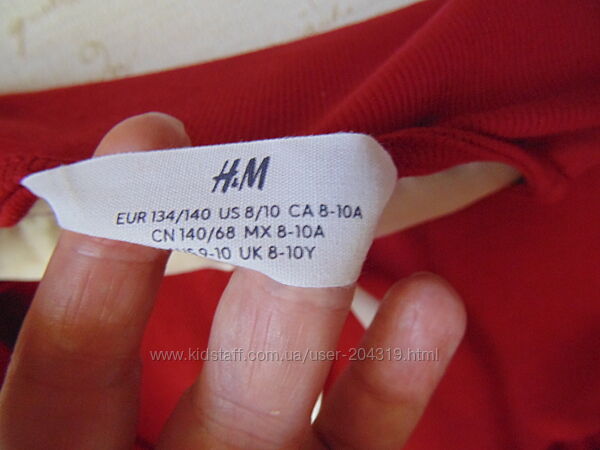 H&M
EUR 134/140 US 8/10 CA 8-10A
CN 140/68 MX 8-10A
9-10 UK 8-10Y
www.kidstaff.com.ua/user-204319.html